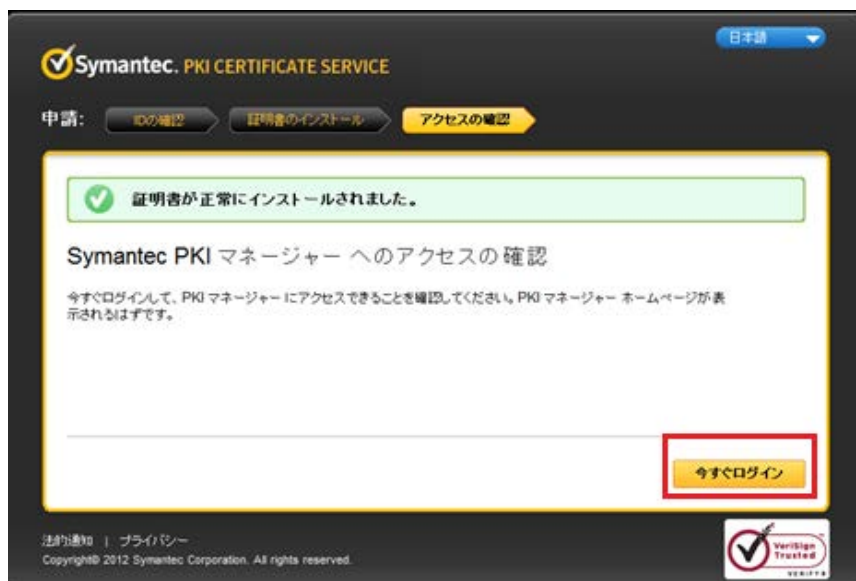 日本語
Symantec. PKI CERTIFICATE SERVICE
申請: IDの確認 証明書のインストール アクセスの確認
証明書が正常にインストールされました。
Symantec PKI マネージャー へのアクセスの確認
今すぐログインして、PKI マネージャー にアクセスできることを確認してください。PKI マネージャー ホームページが表
示されるはずです。
今すぐログイン
法的通知 | プライバシー
Copyright© 2012 Symantec Corporation. All rights reserved.
VeriSign
Trusted
VERIFY